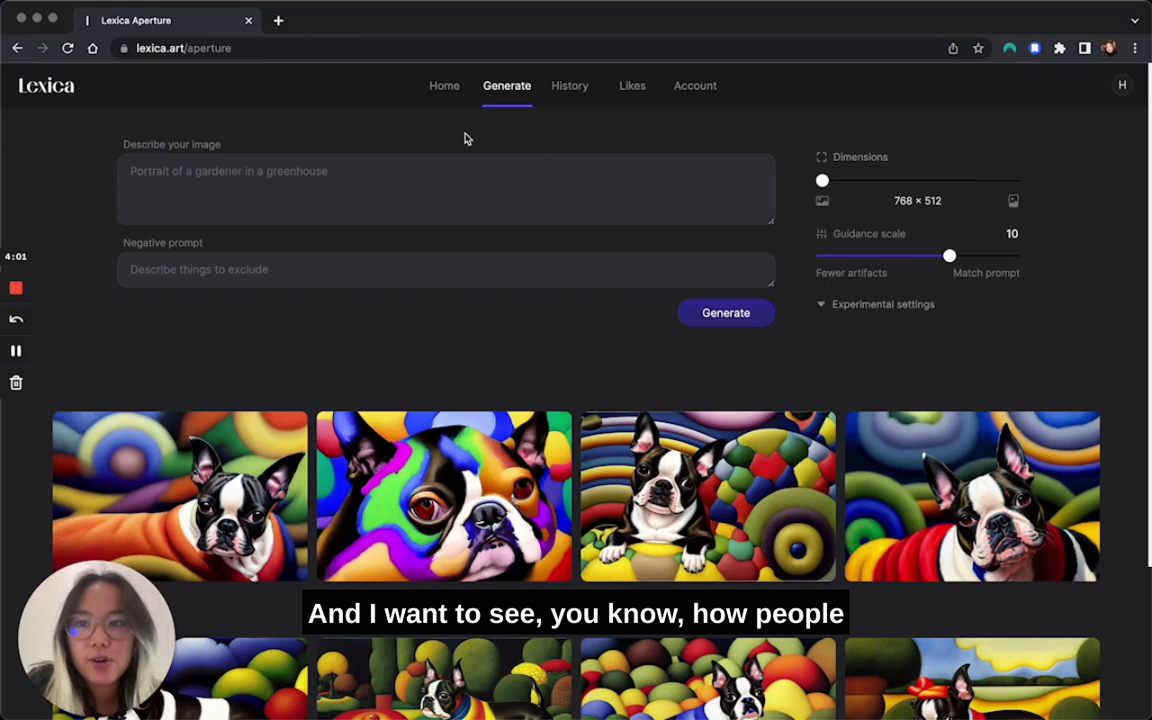 Lexica Aperture
lexica.art/aperture
Lexica
Home Generate History Likes Account
H
Describe your image
Portrait of a gardener in a greenhouse
Negative prompt
Describe things to exclude
Generate
Dimensions
768 × 512
Guidance scale 10
Fewer artifacts Match prompt
Experimental settings
4:01
And I want to see, you know, how people